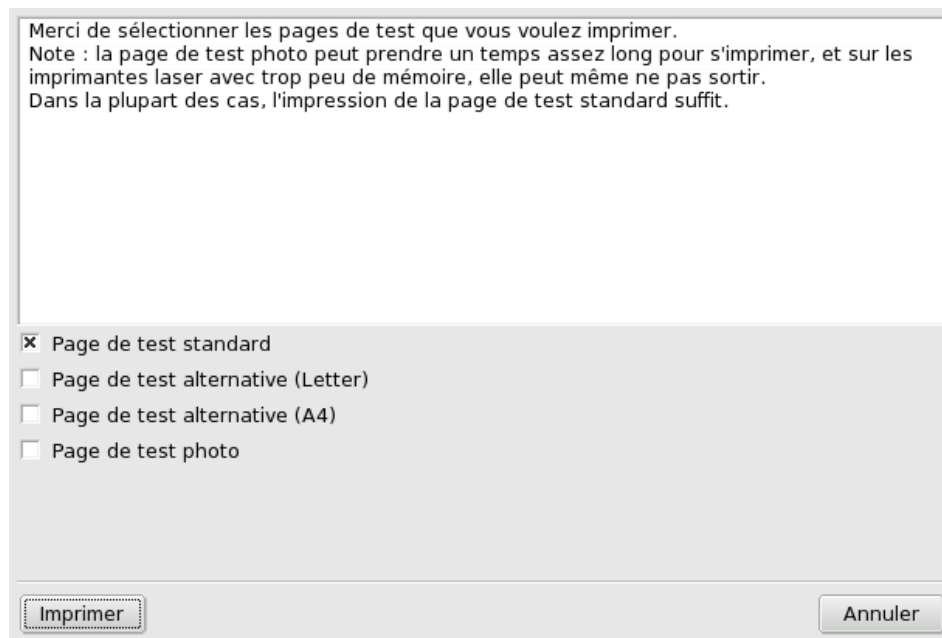 Merci de sélectionner les pages de test que vous voulez imprimer.
Note : la page de test photo peut prendre un temps assez long pour s'imprimer, et sur les
imprimantes laser avec trop peu de mémoire, elle peut même ne pas sortir.
Dans la plupart des cas, l'impression de la page de test standard suffit.
Page de test standard
Page de test alternative (Letter)
Page de test alternative (A4)
Page de test photo
Imprimer
Annuler